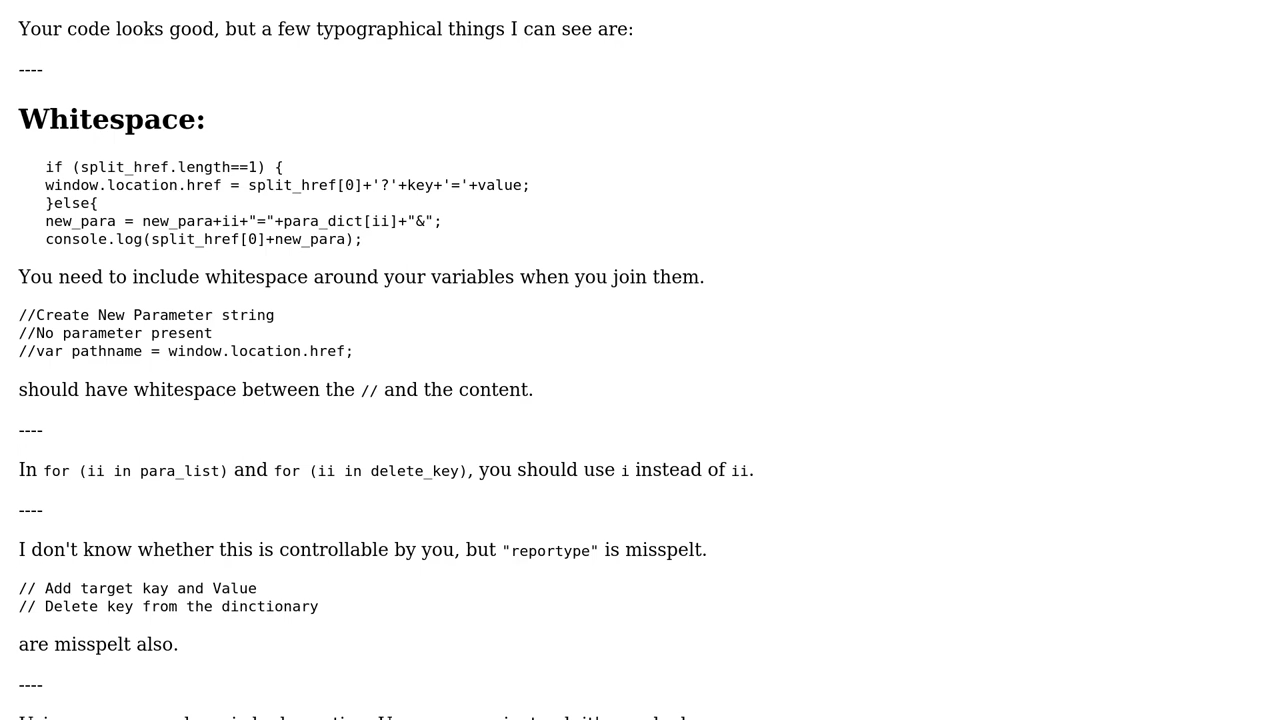 Your code looks good, but a few typographical things I can see are:
----
Whitespace:
if (split_href.length==1) {
window.location.href = split_href[0]+'?'+key+'='+value;
}else{
new_para = new_para+ii+"="+para_dict[ii]+"&";
console.log(split_href[0]+new_para);
You need to include whitespace around your variables when you join them.
//Create New Parameter string
//No parameter present
//var pathname = window.location.href;
should have whitespace between the // and the content.
----
In for (ii in para_list) and for (ii in delete_key), you should use i instead of ii.
----
I don't know whether this is controllable by you, but "reportype" is misspelt.
// Add target kay and Value
// Delete key from the dinctionary
are misspelt also.
----